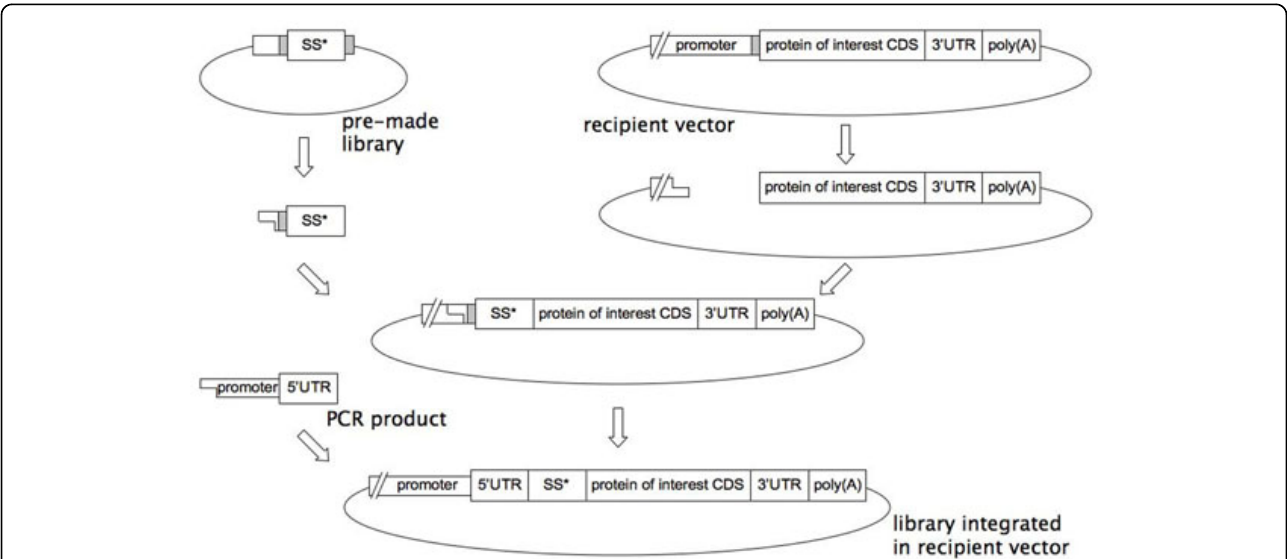 SS*
promoter protein of interest CDS 3'UTR poly(A)
pre-made
library
recipient vector
SS*
protein of interest CDS 3'UTR poly(A)
SS* protein of interest CDS 3'UTR poly(A)
promoter 5'UTR
PCR product
promoter 5'UTR SS* protein of interest CDS 3'UTR poly(A)
library integrated
in recipient vector